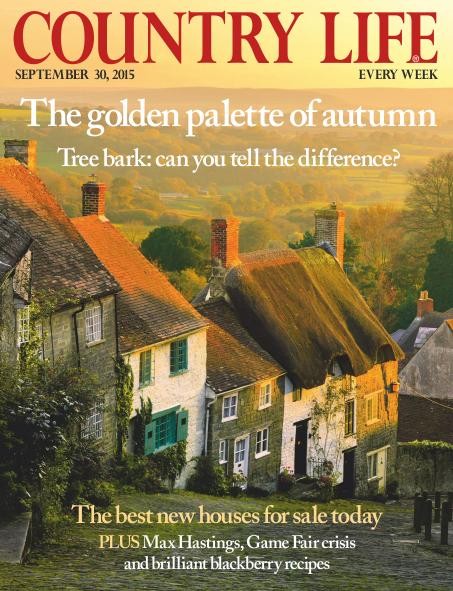 COUNTRY LIFE®
SEPTEMBER 30, 2015 EVERY WEEK
The golden palette of autumn
Tree bark: can you tell the difference?
The best new houses for sale today
PLUS Max Hastings, Game Fair crisis
and brilliant blackberry recipes